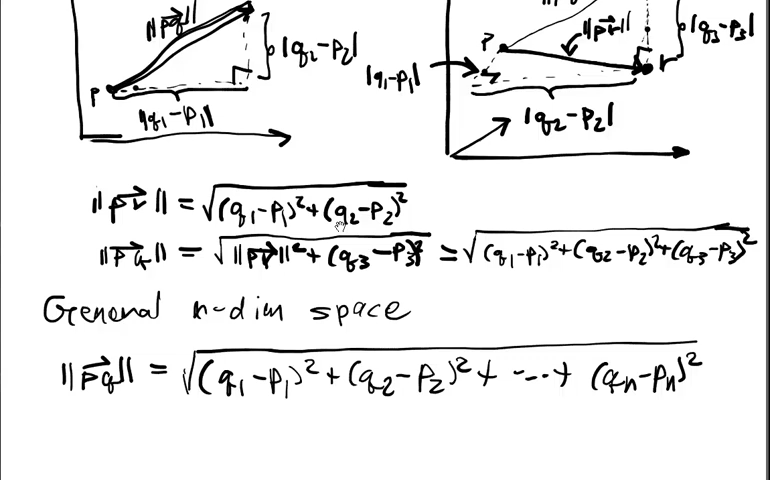 ||pq||
|q₂-p₂|
P
|q₁-p₁|
P
||pr||
|q₃-p₃|
r
|q₁-p₁|
|q₂-p₂|
||pr|| = √(q₁-p₁)²+(q₂-p₂)²
||pq|| = √||pr||²+(q₃-p₃)² = √(q₁-p₁)²+(q₂-p₂)²+(q₃-p₃)²
General n-dim space
||pq|| = √(q₁-p₁)²+(q₂-p₂)²+ ... + (qn-pn)²